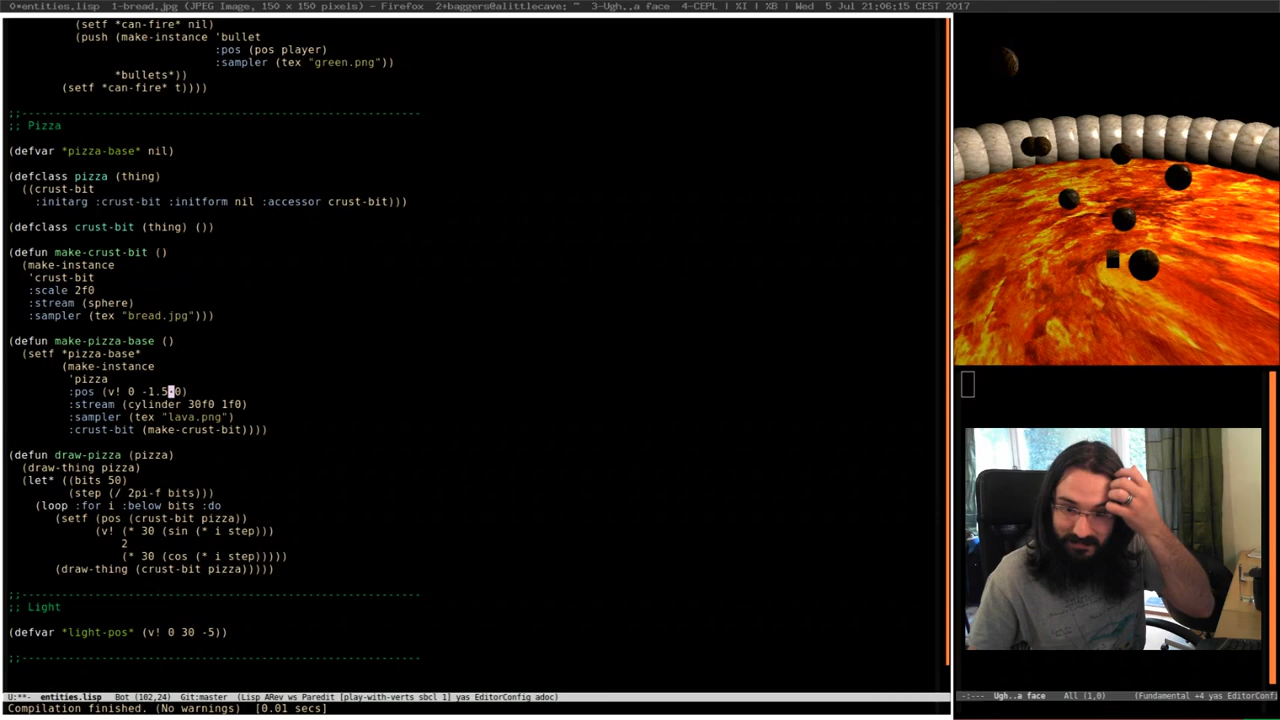 0*entities.lisp  1-bread.jpg (JPEG Image, 150 x 150 pixels) - Firefox  2+baggers@alittlecave: ~  3-Ugh..a face  4-CEPL | %I | %B | Wed  5 Jul 21:06:15 CEST 2017
(setf *can-fire* nil)
(push (make-instance 'bullet
:pos (pos player)
:sampler (tex "green.png"))
*bullets*))
(setf *can-fire* t))))
;;------------------------------------------------------------
;; Pizza
(defvar *pizza-base* nil)
(defclass pizza (thing)
((crust-bit
:initarg :crust-bit :initform nil :accessor crust-bit)))
(defclass crust-bit (thing) ())
(defun make-crust-bit ()
(make-instance
'crust-bit
:scale 2f0
:stream (sphere)
:sampler (tex "bread.jpg")))
(defun make-pizza-base ()
(setf *pizza-base*
(make-instance
'pizza
:pos (v! 0 -1.5 0)
:stream (cylinder 30f0 1f0)
:sampler (tex "lava.png")
:crust-bit (make-crust-bit))))
(defun draw-pizza (pizza)
(draw-thing pizza)
(let* ((bits 50)
(step (/ 2pi-f bits)))
(loop :for i :below bits :do
(setf (pos (crust-bit pizza))
(v! (* 30 (sin (* i step)))
2
(* 30 (cos (* i step)))))
(draw-thing (crust-bit pizza)))))
;;------------------------------------------------------------
;; Light
(defvar *light-pos* (v! 0 30 -5))
;;------------------------------------------------------------
U:**-  entities.lisp   Bot (102,24)  Git:master  (Lisp ARev ws Paredit [play-with-verts sbcl 1] yas EditorConfig adoc)
-:---  Ugh..a face    All (1,0)     (Fundamental +4 yas EditorConfi
Compilation finished. (No warnings)  [0.01 secs]